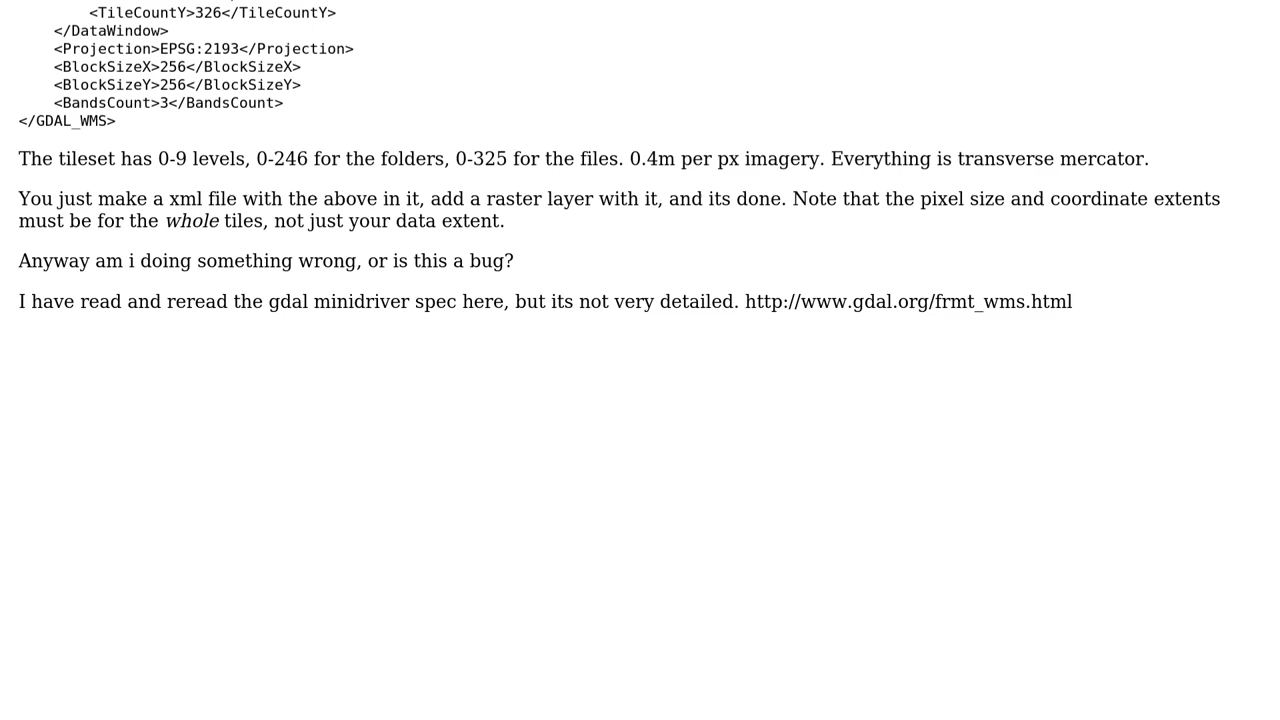 <TileCountY>326</TileCountY>
</DataWindow>
<Projection>EPSG:2193</Projection>
<BlockSizeX>256</BlockSizeX>
<BlockSizeY>256</BlockSizeY>
<BandsCount>3</BandsCount>
</GDAL_WMS>
The tileset has 0-9 levels, 0-246 for the folders, 0-325 for the files. 0.4m per px imagery. Everything is transverse mercator.
You just make a xml file with the above in it, add a raster layer with it, and its done. Note that the pixel size and coordinate extents
must be for the whole tiles, not just your data extent.
Anyway am i doing something wrong, or is this a bug?
I have read and reread the gdal minidriver spec here, but its not very detailed. http://www.gdal.org/frmt_wms.html